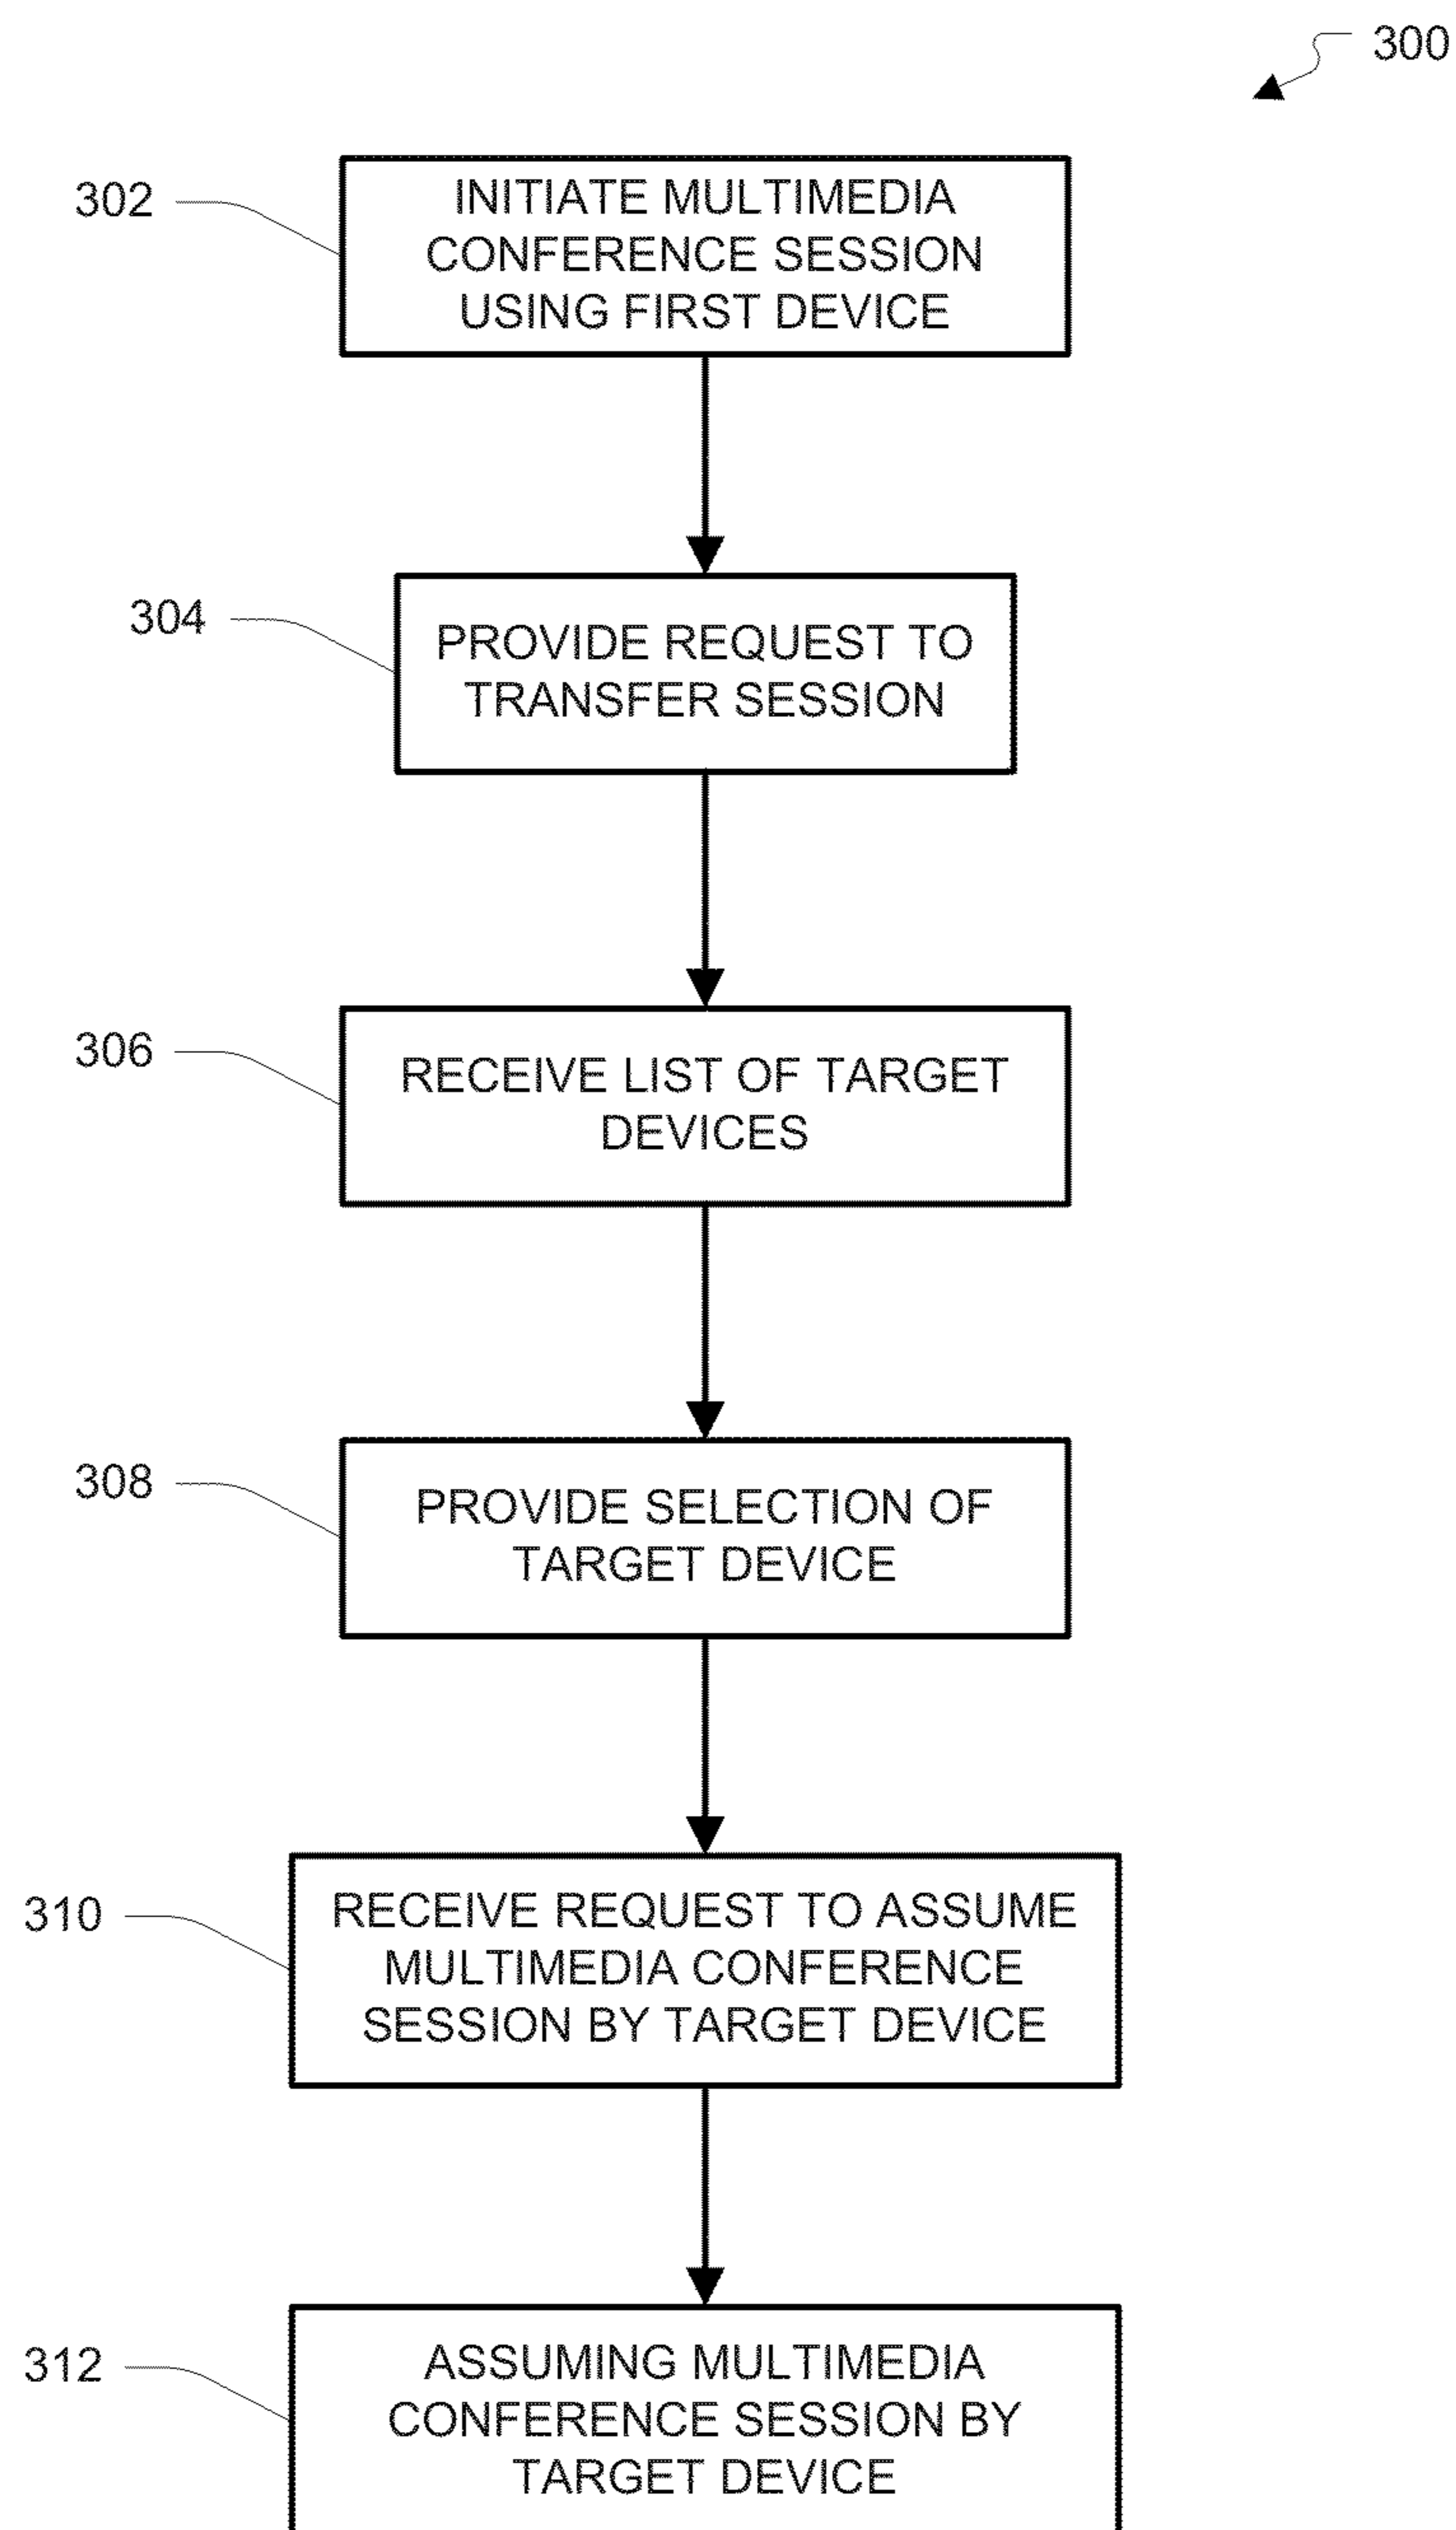 300
302
INITIATE MULTIMEDIA
CONFERENCE SESSION
USING FIRST DEVICE
304
PROVIDE REQUEST TO
TRANSFER SESSION
306
RECEIVE LIST OF TARGET
DEVICES
308
PROVIDE SELECTION OF
TARGET DEVICE
310
RECEIVE REQUEST TO ASSUME
MULTIMEDIA CONFERENCE
SESSION BY TARGET DEVICE
312
ASSUMING MULTIMEDIA
CONFERENCE SESSION BY
TARGET DEVICE